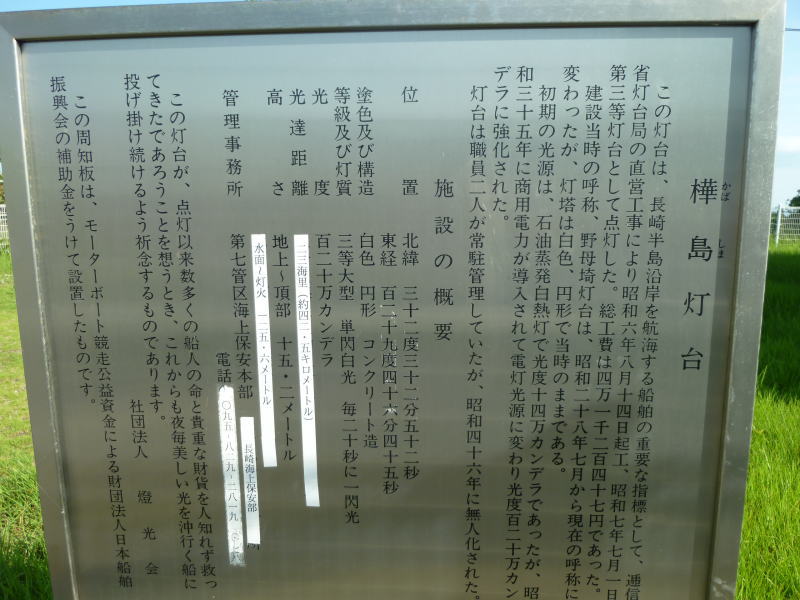 樺島灯台
かば しま
この灯台は、長崎半島沿岸を航海する船舶の重要な指標として、逓信
省灯台局の直営工事により昭和六年八月十四日起工、昭和七年七月一日
第三等灯台として点灯した。総工費は四万一千二百四十七円であった。
建設当時の呼称、野母埼灯台は、昭和二十八年七月から現在の呼称に
変わったが、灯塔は白色、円形で当時のままである。
初期の光源は、石油蒸発白熱灯で光度十四万カンデラであったが、昭
和三十五年に商用電力が導入されて電灯光源に変わり光度百二十万カン
デラに強化された。
灯台は職員二人が常駐管理していたが、昭和四十六年に無人化された。
施設の概要
位置 北緯 三十二度三十二分五十二秒
東経 百二十九度四十六分四十五秒
塗色及び構造 白色 円形 コンクリート造
等級及び灯質 三等大型 単閃白光 毎二十秒に一閃光
光度 百二十万カンデラ
光達距離 二三海里(約四二・五キロメートル)
高さ 地上~頂部 十五・二メートル
水面~灯火 一二五・六メートル
管理事務所 第七管区海上保安本部 長崎海上保安部
電話 〇九五-八二九-二八一九
この灯台が、点灯以来数多くの船人の命と貴重な財貨を人知れず救っ
てきたであろうことを想うとき、これからも夜毎美しい光を沖行く船に
投げ掛け続けるよう祈念するものであります。
社団法人 燈光会
この周知板は、モーターボート競走公益資金による財団法人日本船舶
振興会の補助金をうけて設置したものです。